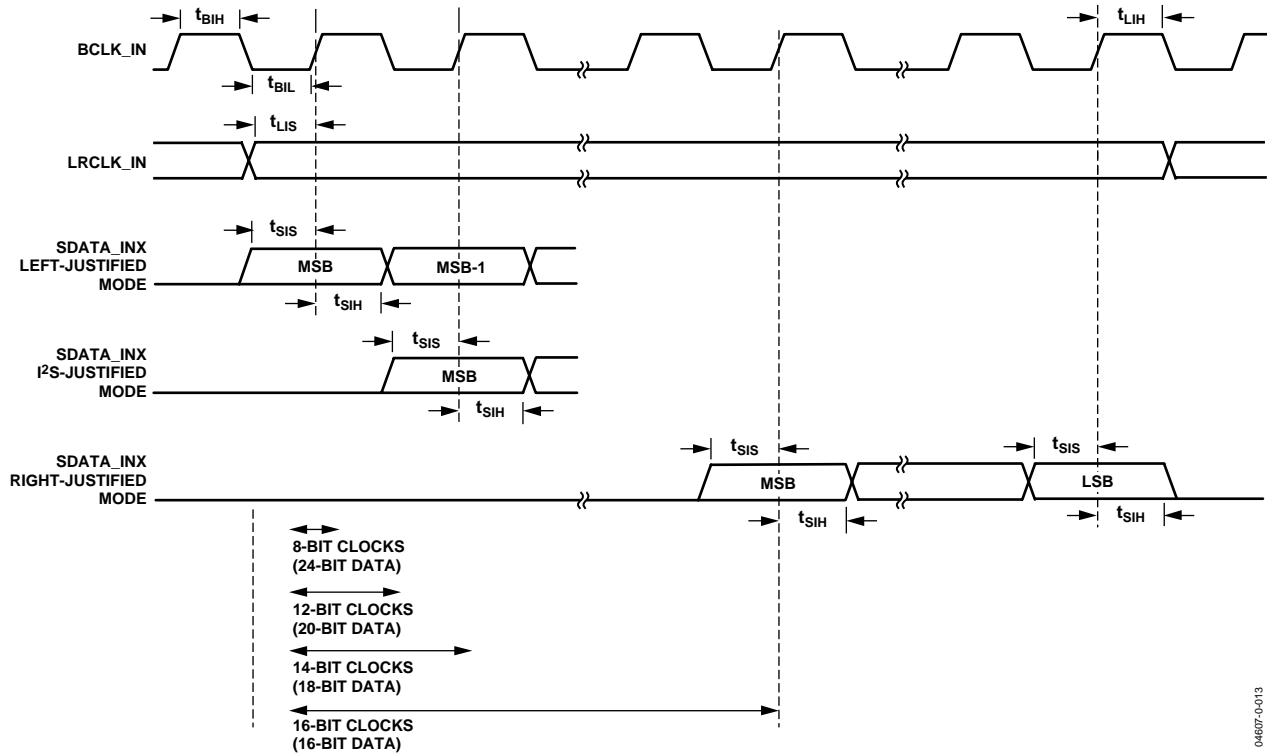 tBIH
tLIH
BCLK_IN
tBIL
tLIS
LRCLK_IN
tSIS
SDATA_INX
LEFT-JUSTIFIED
MODE
MSB
MSB-1
tSIH
tSIS
SDATA_INX
I²S-JUSTIFIED
MODE
MSB
tSIH
tSIS
tSIS
SDATA_INX
RIGHT-JUSTIFIED
MODE
MSB
LSB
tSIH
tSIH
8-BIT CLOCKS
(24-BIT DATA)
12-BIT CLOCKS
(20-BIT DATA)
14-BIT CLOCKS
(18-BIT DATA)
16-BIT CLOCKS
(16-BIT DATA)
04607-0-013